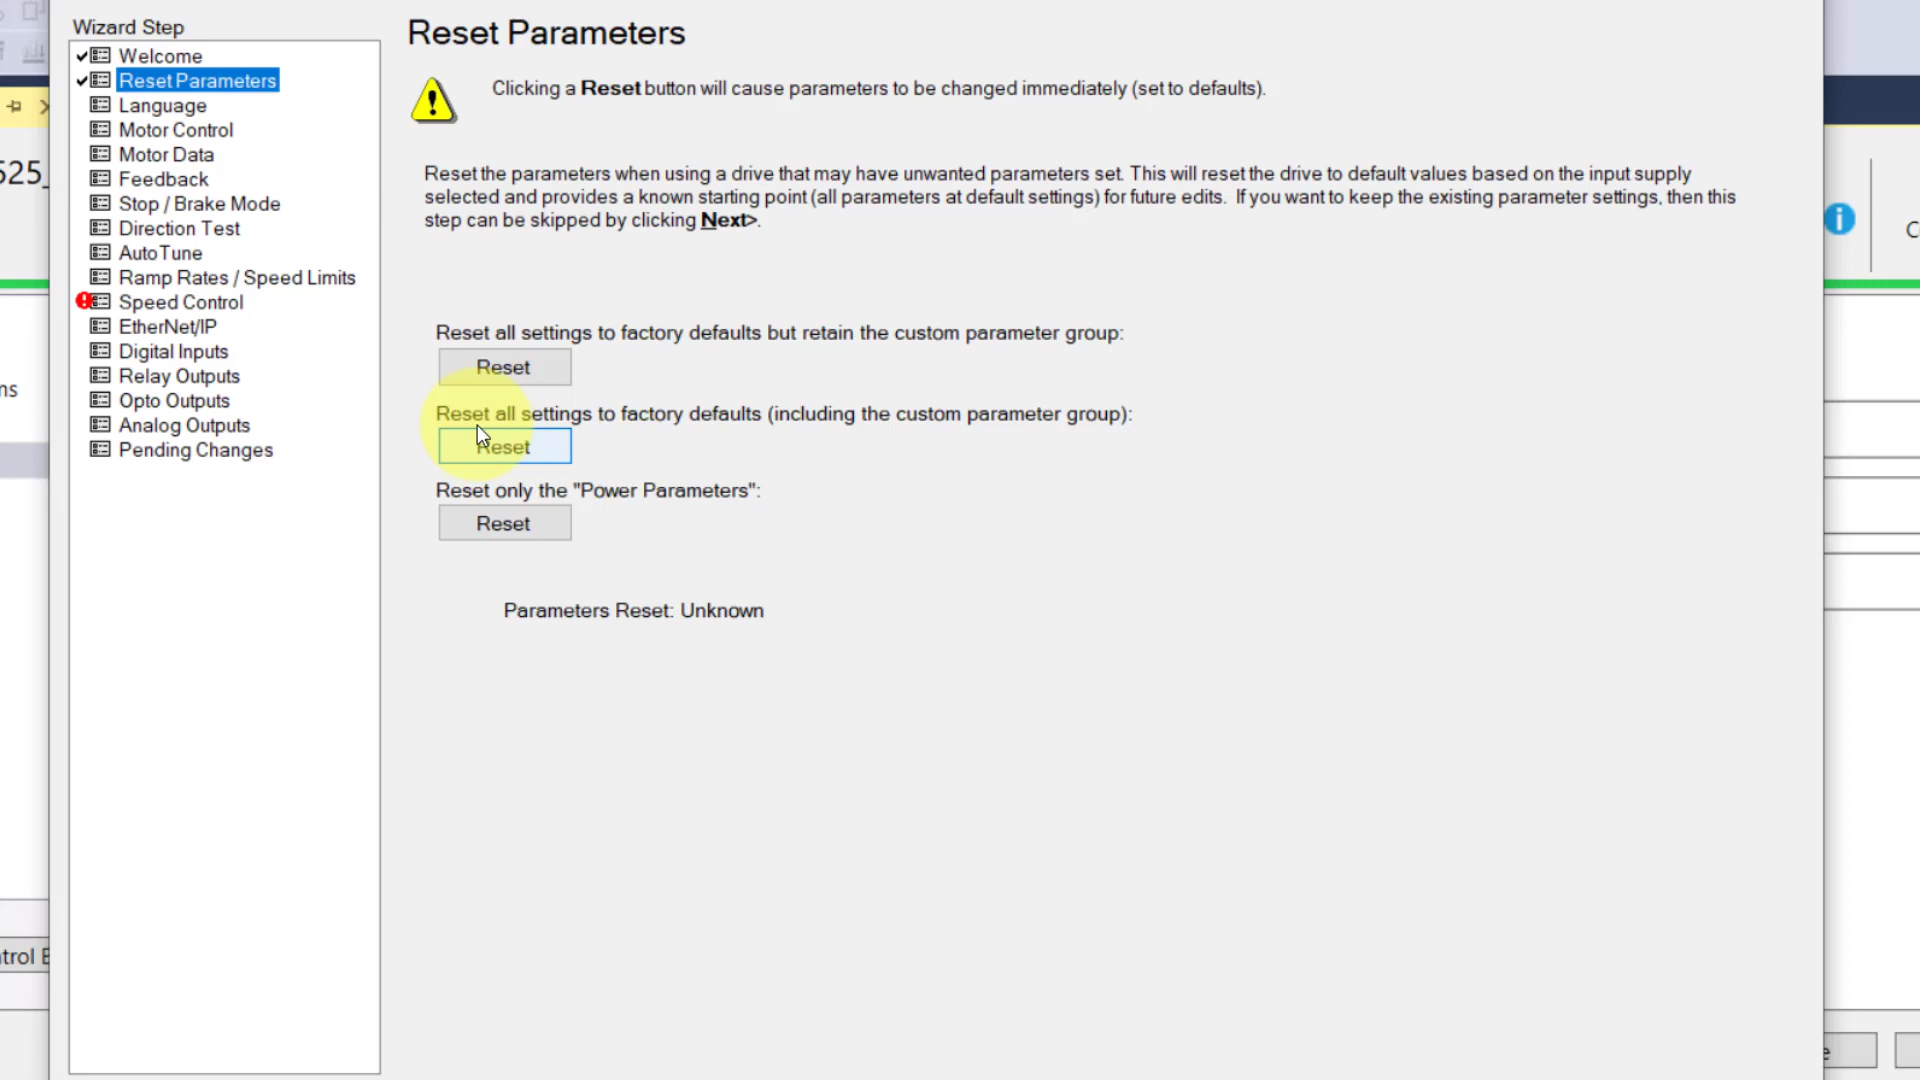 Wizard Step
Welcome
Reset Parameters
Language
Motor Control
Motor Data
Feedback
Stop / Brake Mode
Direction Test
AutoTune
Ramp Rates / Speed Limits
Speed Control
EtherNet/IP
Digital Inputs
Relay Outputs
Opto Outputs
Analog Outputs
Pending Changes
Reset Parameters
Clicking a Reset button will cause parameters to be changed immediately (set to defaults).
Reset the parameters when using a drive that may have unwanted parameters set. This will reset the drive to default values based on the input supply
selected and provides a known starting point (all parameters at default settings) for future edits. If you want to keep the existing parameter settings, then this
step can be skipped by clicking Next>.
Reset all settings to factory defaults but retain the custom parameter group:
Reset
Reset all settings to factory defaults (including the custom parameter group):
Reset
Reset only the "Power Parameters":
Reset
Parameters Reset: Unknown
525_